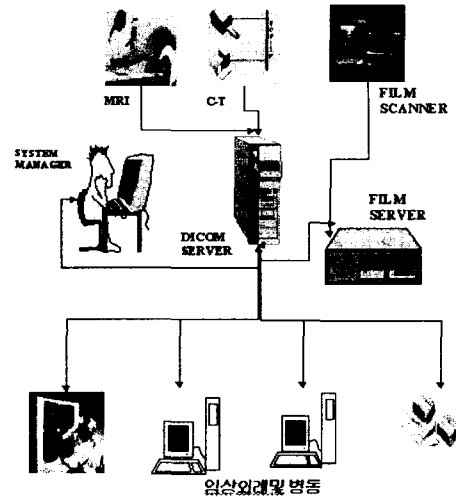 MRI
C-T
FILM
SCANNER
SYSTEM
MANAGER
FILM
SERVER
DICOM
SERVER
임상외래및 병동